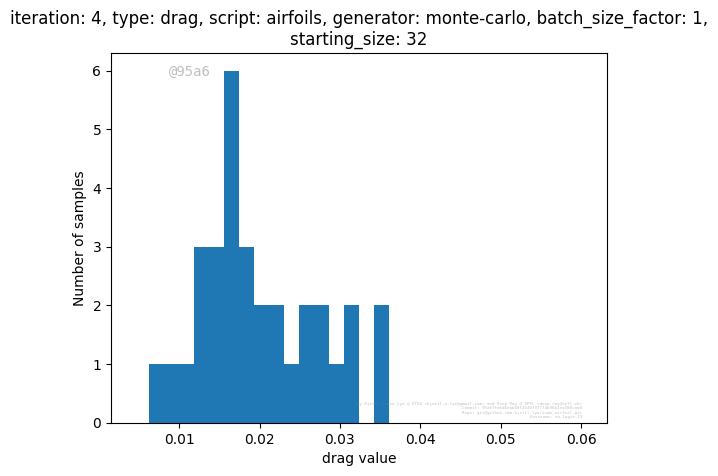 iteration: 4, type: drag, script: airfoils, generator: monte-carlo, batch_size_factor: 1,
starting_size: 32
@95a6
6
5
4
3
2
1
0
Number of samples
0.01 0.02 0.03 0.04 0.05 0.06
drag value